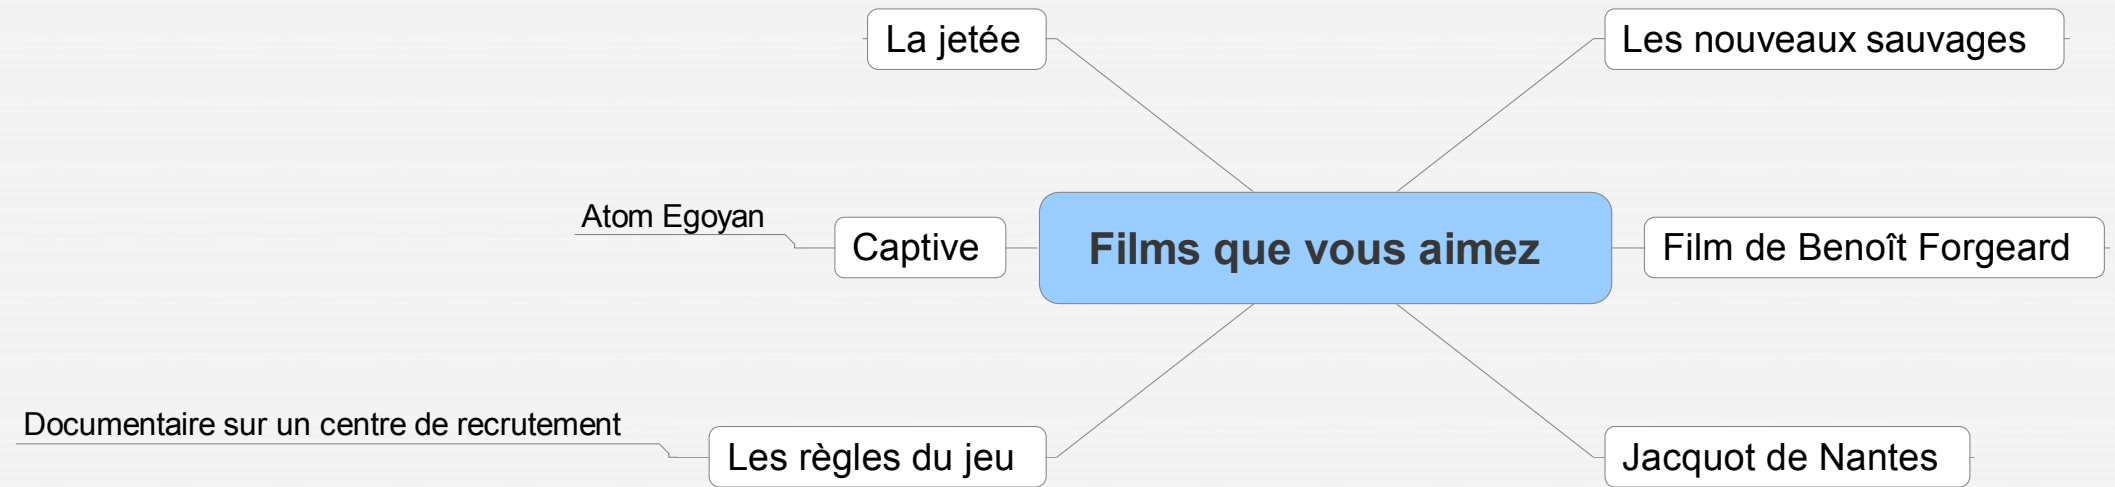 La jetée
Les nouveaux sauvages
Atom Egoyan
Captive
Films que vous aimez
Film de Benoît Forgeard
Documentaire sur un centre de recrutement
Les règles du jeu
Jacquot de Nantes